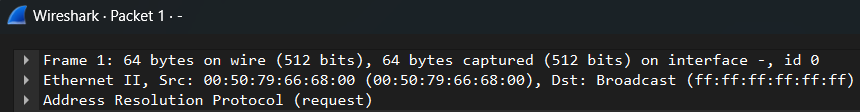 Wireshark · Packet 1 · -
Frame 1: 64 bytes on wire (512 bits), 64 bytes captured (512 bits) on interface -, id 0
Ethernet II, Src: 00:50:79:66:68:00 (00:50:79:66:68:00), Dst: Broadcast (ff:ff:ff:ff:ff:ff)
Address Resolution Protocol (request)